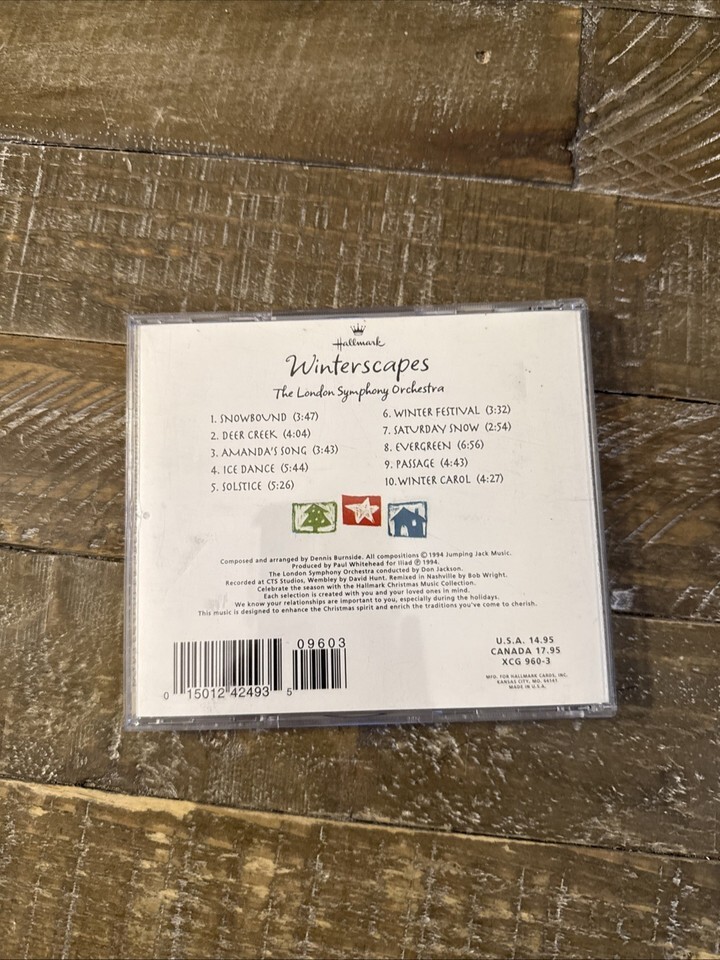 Hallmark
Winterscapes
The London Symphony Orchestra
1. SNOWBOUND (3:47)
2. DEER CREEK (4:04)
3. AMANDA'S SONG (3:43)
4. ICE DANCE (5:44)
5. SOLSTICE (5:26)
6. WINTER FESTIVAL (3:32)
7. SATURDAY SNOW (2:54)
8. EVERGREEN (6:56)
9. PASSAGE (4:43)
10. WINTER CAROL (4:27)
Composed and arranged by Dennis Burnside. All compositions © 1994 Jumping Jack Music.
Produced by Paul Whitehead for Iliad ℗ 1994.
The London Symphony Orchestra conducted by Don Jackson.
Recorded at CTS Studios, Wembley by David Hunt. Remixed in Nashville by Bob Wright.
Celebrate the season with the Hallmark Christmas Music Collection.
Each selection is created with you and your loved ones in mind.
We know your relationships are important to you, especially during the holidays.
This music is designed to enhance the Christmas spirit and enrich the traditions you've come to cherish.
09603
0 15012 42493 5
U.S.A. 14.95
CANADA 17.95
XCG 960-3
MFG. FOR HALLMARK CARDS, INC.
KANSAS CITY, MO. 64141
MADE IN U.S.A.